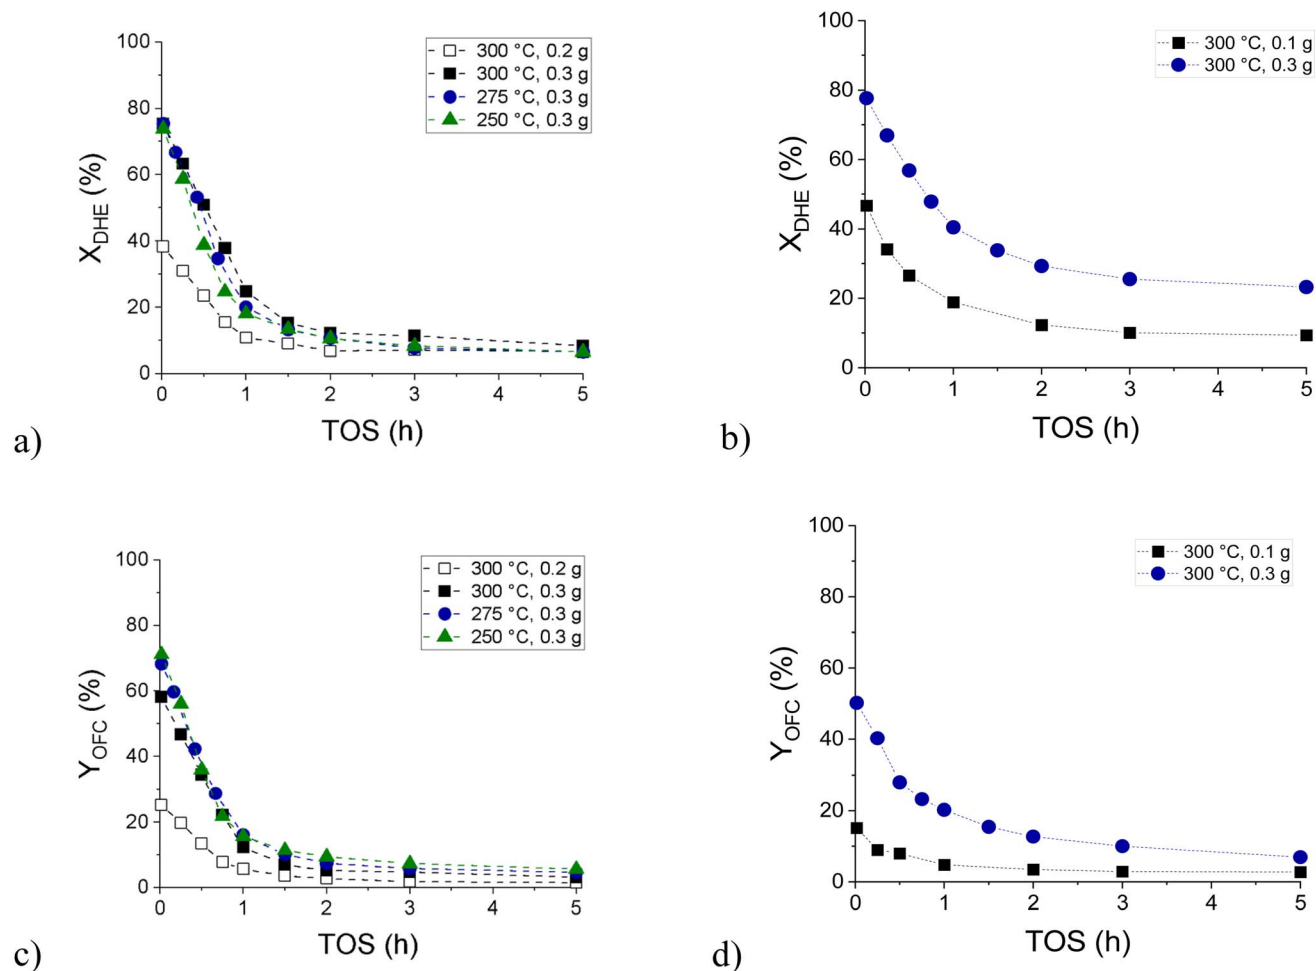 100
80
60
40
20
0
X_DHE (%)
0 1 2 3 4 5
TOS (h)
300 °C, 0.2 g
300 °C, 0.3 g
275 °C, 0.3 g
250 °C, 0.3 g
a)
100
80
60
40
20
0
X_DHE (%)
0 1 2 3 4 5
TOS (h)
300 °C, 0.1 g
300 °C, 0.3 g
b)
100
80
60
40
20
0
Y_OFC (%)
0 1 2 3 4 5
TOS (h)
300 °C, 0.2 g
300 °C, 0.3 g
275 °C, 0.3 g
250 °C, 0.3 g
c)
100
80
60
40
20
0
Y_OFC (%)
0 1 2 3 4 5
TOS (h)
300 °C, 0.1 g
300 °C, 0.3 g
d)